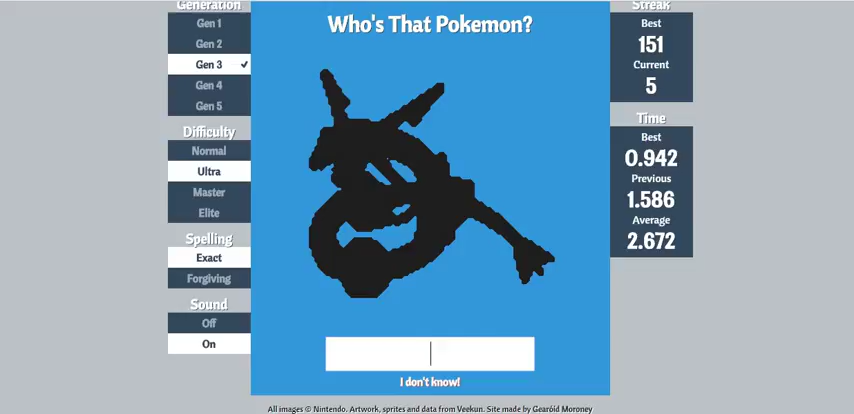 Generation
Gen 1
Gen 2
Gen 3 ✔
Gen 4
Gen 5
Difficulty
Normal
Ultra
Master
Elite
Spelling
Exact
Forgiving
Sound
Off
On
Who's That Pokemon?
I don't know!
Streak
Best
151
Current
5
Time
Best
0.942
Previous
1.586
Average
2.672
All images © Nintendo. Artwork, sprites and data from Veekun. Site made by Gearóid Moroney